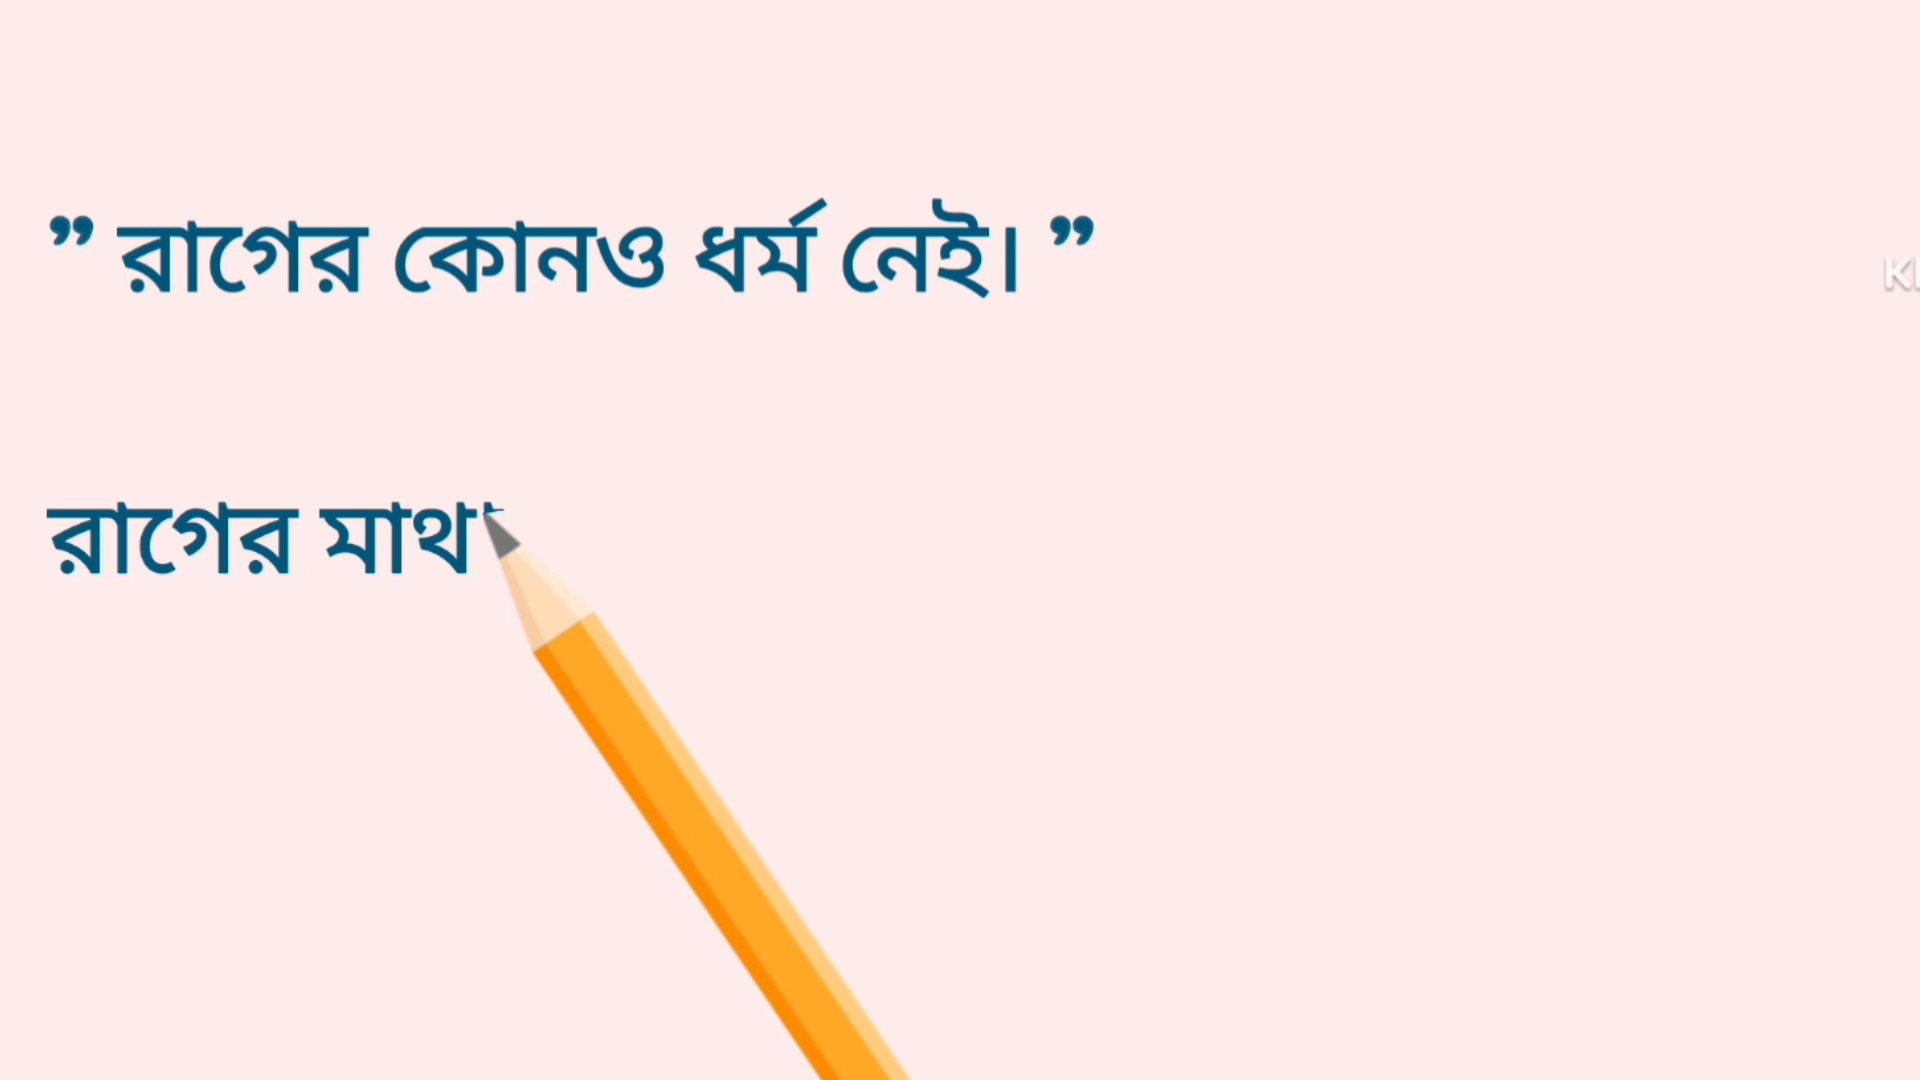 ” রাগের কোনও ধর্ম নেই। ”
রাগের